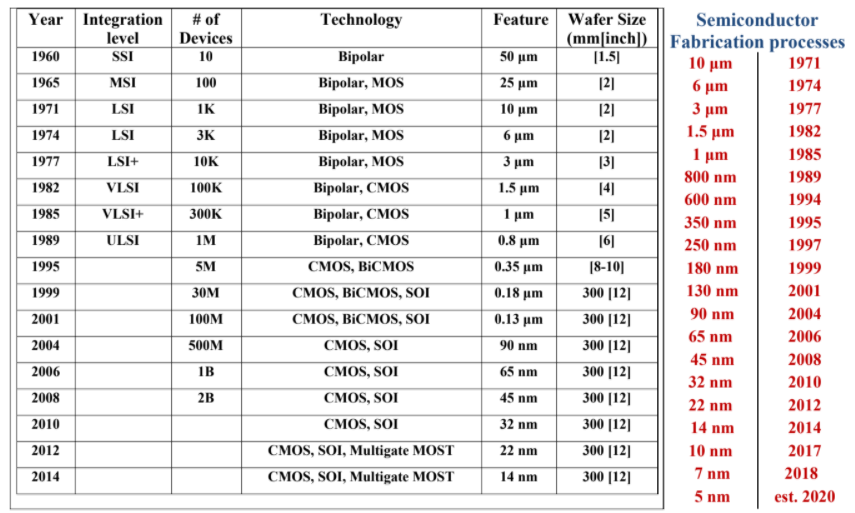 Year Integration level # of Devices Technology Feature Wafer Size (mm[inch])
1960 SSI 10 Bipolar 50 μm [1.5]
1965 MSI 100 Bipolar, MOS 25 μm [2]
1971 LSI 1K Bipolar, MOS 10 μm [2]
1974 LSI 3K Bipolar, MOS 6 μm [2]
1977 LSI+ 10K Bipolar, MOS 3 μm [3]
1982 VLSI 100K Bipolar, CMOS 1.5 μm [4]
1985 VLSI+ 300K Bipolar, CMOS 1 μm [5]
1989 ULSI 1M Bipolar, CMOS 0.8 μm [6]
1995 5M CMOS, BiCMOS 0.35 μm [8-10]
1999 30M CMOS, BiCMOS, SOI 0.18 μm 300 [12]
2001 100M CMOS, BiCMOS, SOI 0.13 μm 300 [12]
2004 500M CMOS, SOI 90 nm 300 [12]
2006 1B CMOS, SOI 65 nm 300 [12]
2008 2B CMOS, SOI 45 nm 300 [12]
2010 CMOS, SOI 32 nm 300 [12]
2012 CMOS, SOI, Multigate MOST 22 nm 300 [12]
2014 CMOS, SOI, Multigate MOST 14 nm 300 [12]
Semiconductor
Fabrication processes
10 μm 1971
6 μm 1974
3 μm 1977
1.5 μm 1982
1 μm 1985
800 nm 1989
600 nm 1994
350 nm 1995
250 nm 1997
180 nm 1999
130 nm 2001
90 nm 2004
65 nm 2006
45 nm 2008
32 nm 2010
22 nm 2012
14 nm 2014
10 nm 2017
7 nm 2018
5 nm est. 2020